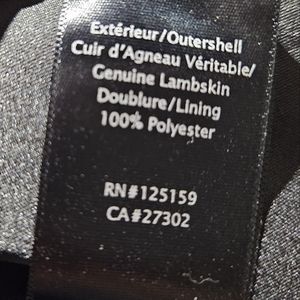 Extérieur/Outershell
Cuir d'Agneau Véritable/
Genuine Lambskin
Doublure/Lining
100% Polyester
RN#125159
CA#27302